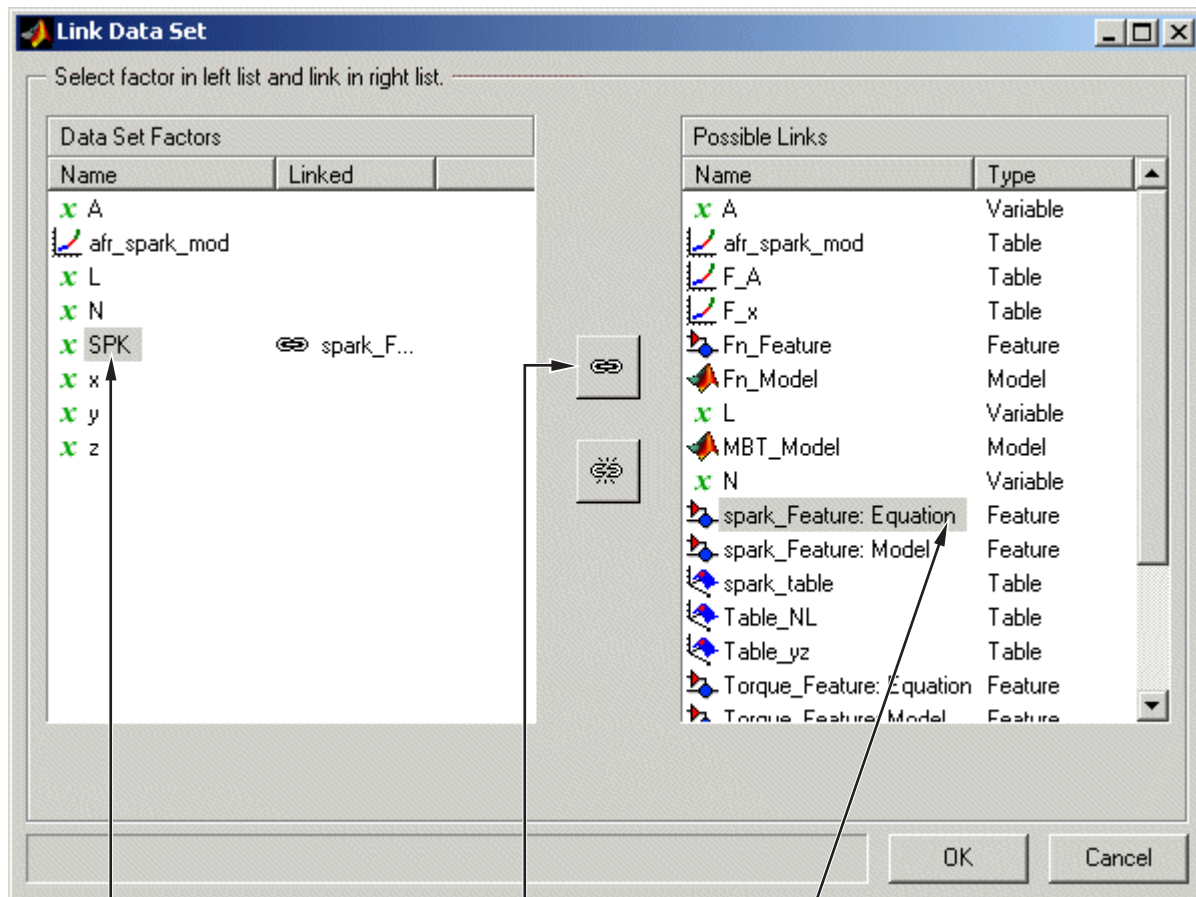 Link Data Set
Select factor in left list and link in right list.
Data Set Factors
Name Linked
x A
afr_spark_mod
x L
x N
x SPK spark_F...
x x
x y
x z
Possible Links
Name Type
x A Variable
afr_spark_mod Table
F_A Table
F_x Table
Fn_Feature Feature
Fn_Model Model
x L Variable
MBT_Model Model
x N Variable
spark_Feature: Equation Feature
spark_Feature: Model Feature
spark_table Table
Table_NL Table
Table_yz Table
Torque_Feature: Equation Feature
Torque_Feature: Model Feature
OK Cancel